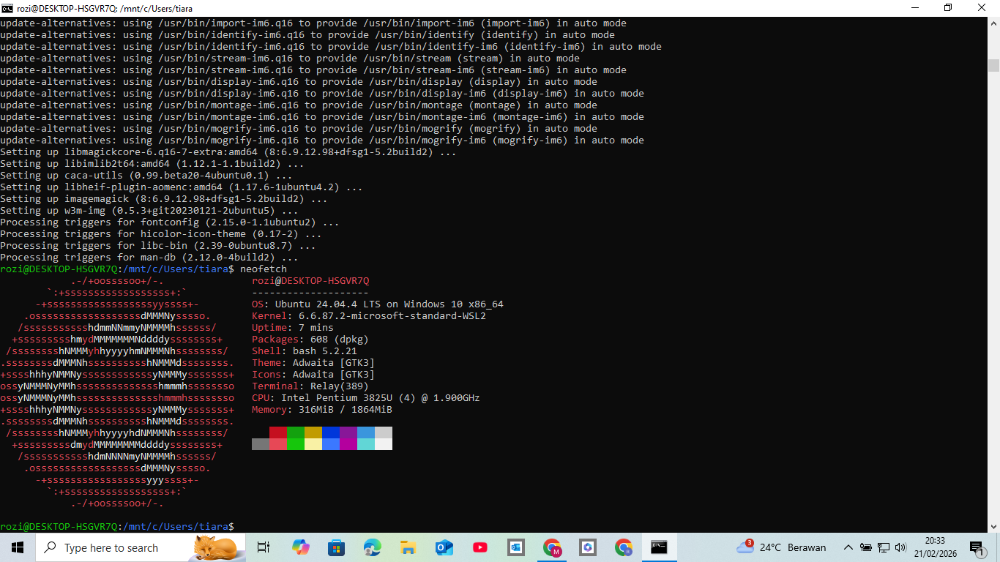 rozi@DESKTOP-HSGVR7Q: /mnt/c/Users/tiara
update-alternatives: using /usr/bin/import-im6.q16 to provide /usr/bin/import-im6 (import-im6) in auto mode
update-alternatives: using /usr/bin/identify-im6.q16 to provide /usr/bin/identify (identify) in auto mode
update-alternatives: using /usr/bin/identify-im6.q16 to provide /usr/bin/identify-im6 (identify-im6) in auto mode
update-alternatives: using /usr/bin/stream-im6.q16 to provide /usr/bin/stream (stream) in auto mode
update-alternatives: using /usr/bin/stream-im6.q16 to provide /usr/bin/stream-im6 (stream-im6) in auto mode
update-alternatives: using /usr/bin/display-im6.q16 to provide /usr/bin/display (display) in auto mode
update-alternatives: using /usr/bin/display-im6.q16 to provide /usr/bin/display-im6 (display-im6) in auto mode
update-alternatives: using /usr/bin/montage-im6.q16 to provide /usr/bin/montage (montage) in auto mode
update-alternatives: using /usr/bin/montage-im6.q16 to provide /usr/bin/montage-im6 (montage-im6) in auto mode
update-alternatives: using /usr/bin/mogrify-im6.q16 to provide /usr/bin/mogrify (mogrify) in auto mode
update-alternatives: using /usr/bin/mogrify-im6.q16 to provide /usr/bin/mogrify-im6 (mogrify-im6) in auto mode
Setting up libmagickcore-6.q16-7-extra:amd64 (8:6.9.12.98+dfsg1-5.2build2) ...
Setting up libimlib2t64:amd64 (1.12.1-1.1build2) ...
Setting up caca-utils (0.99.beta20-4ubuntu0.1) ...
Setting up libheif-plugin-aomenc:amd64 (1.17.6-1ubuntu4.2) ...
Setting up imagemagick (8:6.9.12.98+dfsg1-5.2build2) ...
Setting up w3m-img (0.5.3+git20230121-2ubuntu5) ...
Processing triggers for fontconfig (2.15.0-1.1ubuntu2) ...
Processing triggers for hicolor-icon-theme (0.17-2) ...
Processing triggers for libc-bin (2.39-0ubuntu8.7) ...
Processing triggers for man-db (2.12.0-4build2) ...
rozi@DESKTOP-HSGVR7Q:/mnt/c/Users/tiara$ neofetch
            .-/+oossssoo+/-.               rozi@DESKTOP-HSGVR7Q
        `:+ssssssssssssssssss+:`           --------------------
      -+ssssssssssssssssssyyssss+-         OS: Ubuntu 24.04.4 LTS on Windows 10 x86_64
    .ossssssssssssssssssdMMMNysssso.       Kernel: 6.6.87.2-microsoft-standard-WSL2
   /ssssssssssshdmmNNmmyNMMMMhssssss/      Uptime: 7 mins
  +ssssssssshmydMMMMMMMNddddyssssssss+     Packages: 608 (dpkg)
 /sssssssshNMMMyhhyyyyhmNMMMNhssssssss/    Shell: bash 5.2.21
.ssssssssdMMMNhsssssssssshNMMMdssssssss.   Theme: Adwaita [GTK3]
+sssshhhyNMMNyssssssssssssyNMMMysssssss+   Icons: Adwaita [GTK3]
ossyNMMMNyMMhsssssssssssssshmmmhssssssso   Terminal: Relay(389)
ossyNMMMNyMMhsssssssssssssshmmmhssssssso   CPU: Intel Pentium 3825U (4) @ 1.900GHz
+sssshhhyNMMNyssssssssssssyNMMMysssssss+   Memory: 316MiB / 1864MiB
.ssssssssdMMMNhsssssssssshNMMMdssssssss.
 /sssssssshNMMMyhhyyyyhdNMMMNhssssssss/
  +sssssssssdmydMMMMMMMMddddyssssssss+
   /ssssssssssshdmNNNNmyNMMMMhssssss/
    .ossssssssssssssssssdMMMNysssso.
      -+sssssssssssssssssyyyssss+-
        `:+ssssssssssssssssss+:`
            .-/+oossssoo+/-.
rozi@DESKTOP-HSGVR7Q:/mnt/c/Users/tiara$
Type here to search
M
R
3
24°C Berawan
20:33
21/02/2026
1